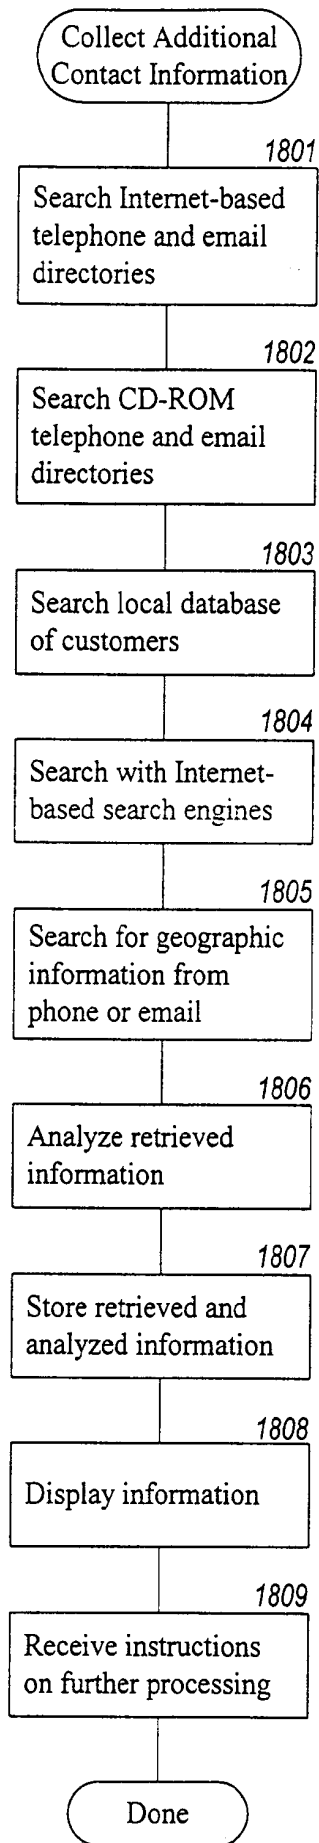 Collect Additional
Contact Information
1801
Search Internet-based
telephone and email
directories
1802
Search CD-ROM
telephone and email
directories
1803
Search local database
of customers
1804
Search with Internet-
based search engines
1805
Search for geographic
information from
phone or email
1806
Analyze retrieved
information
1807
Store retrieved and
analyzed information
1808
Display information
1809
Receive instructions
on further processing
Done